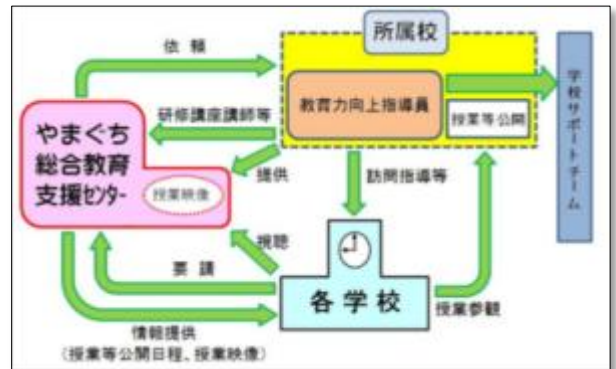 所属校
依頼
教育力向上指導員
授業等公開
学校サポートチーム
研修講座講師等
やまぐち
総合教育
支援センター
授業映像
提供
訪問指導等
視聴
要請
各学校
授業参観
情報提供
(授業等公開日程、授業映像)